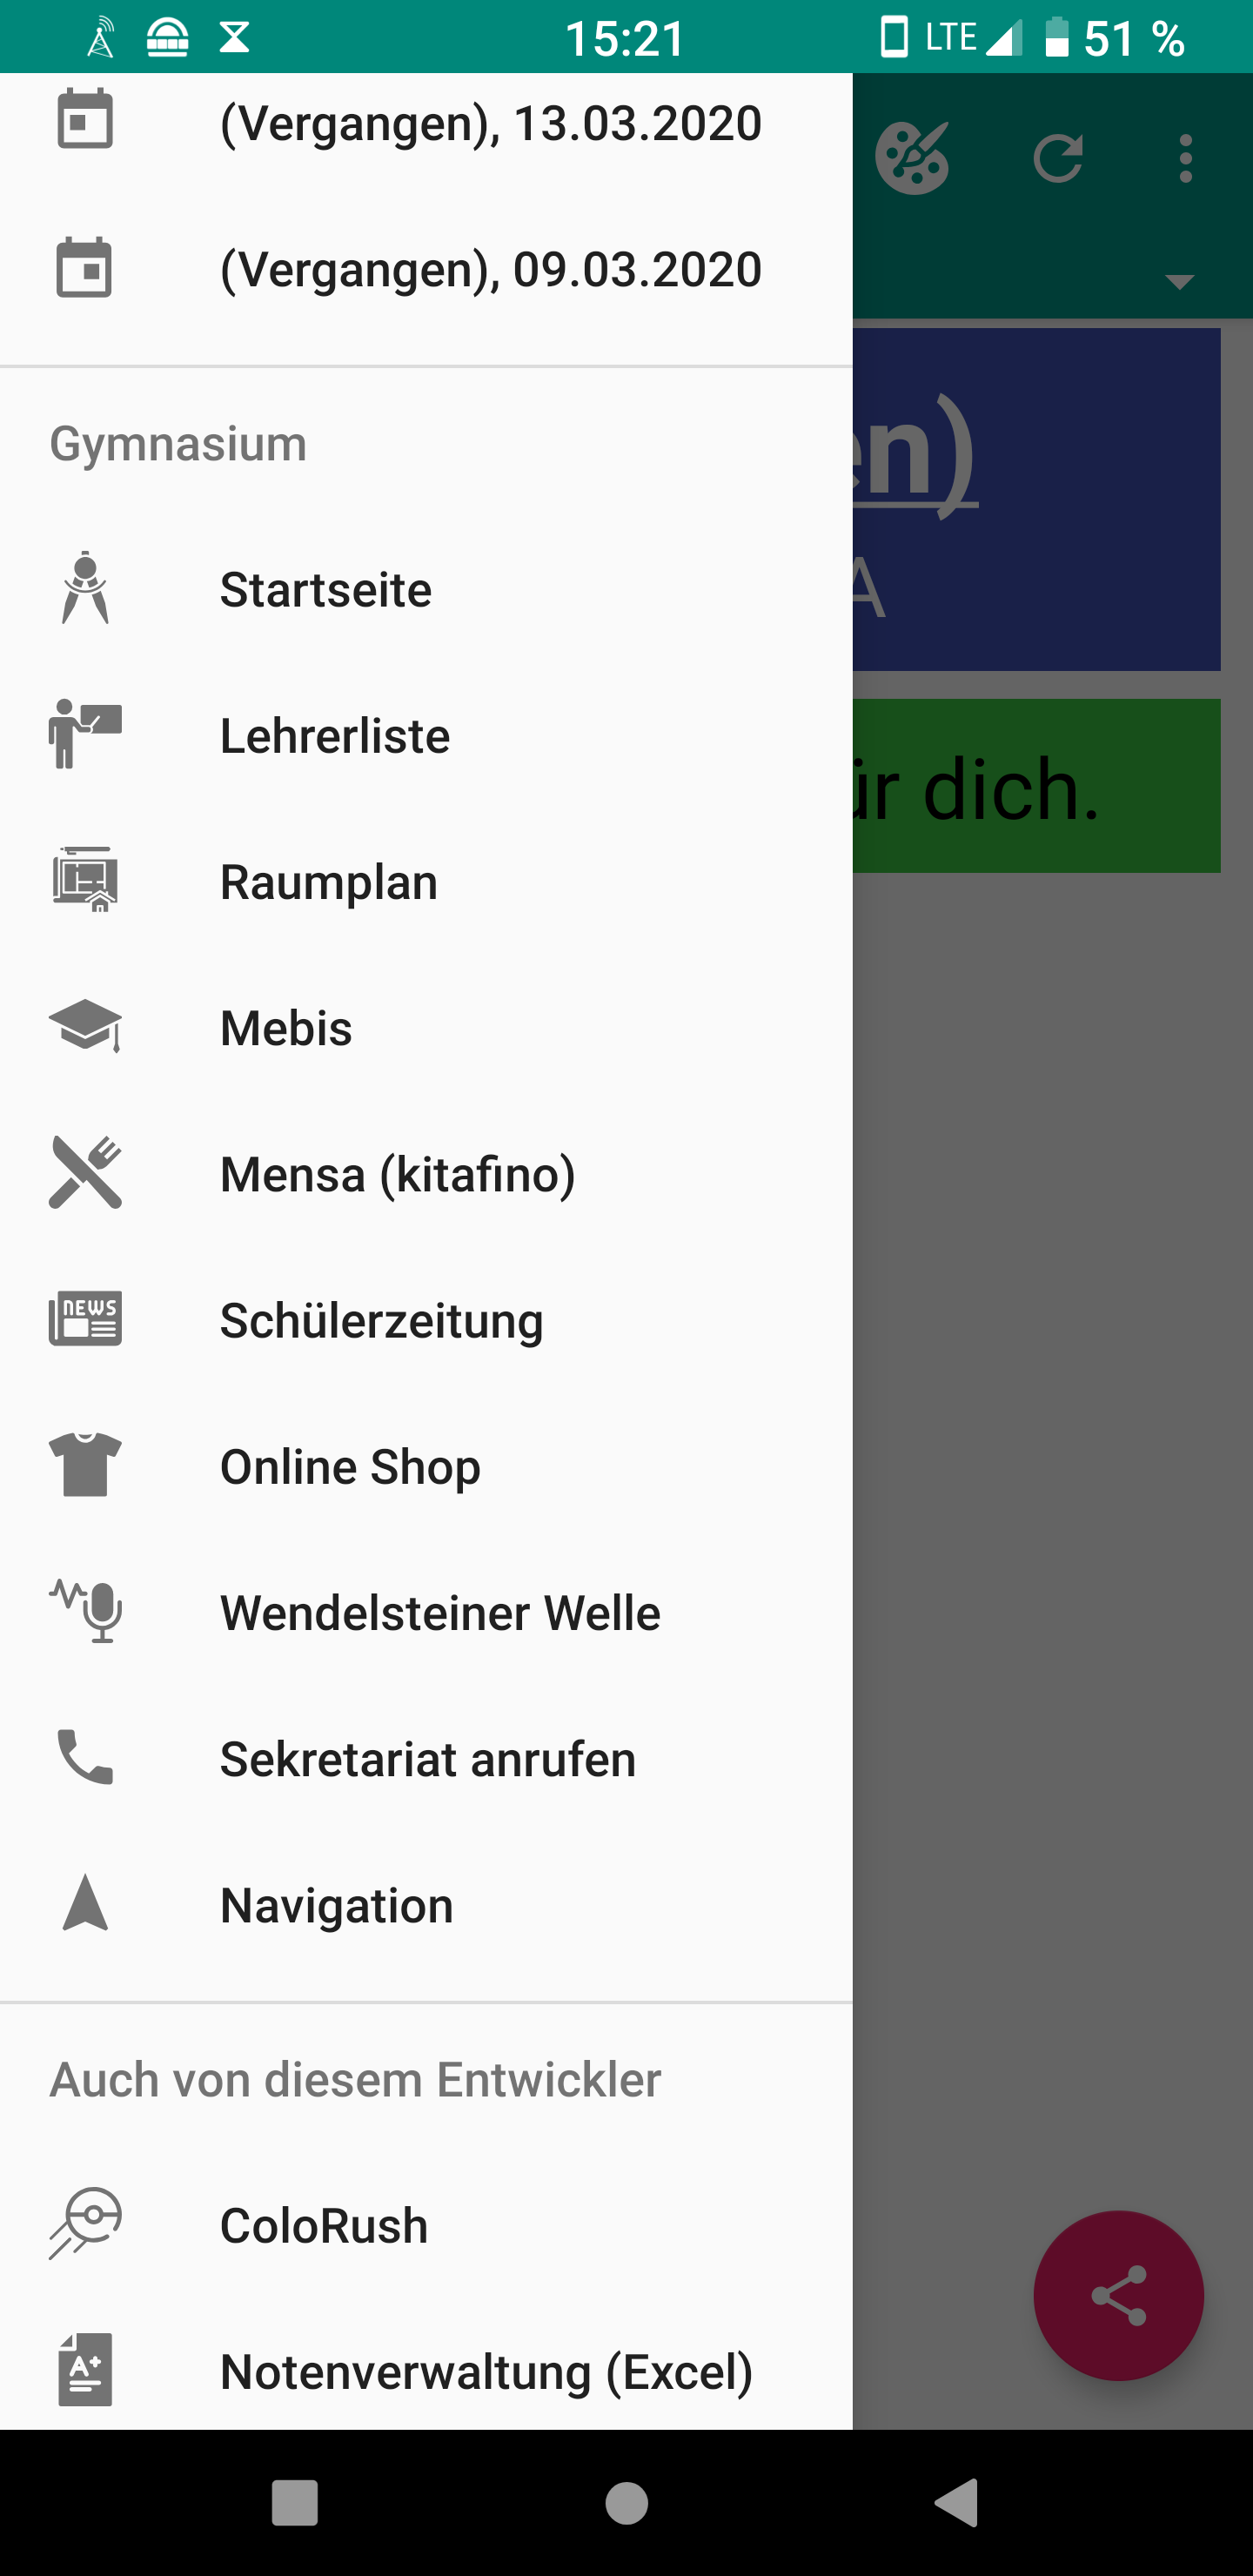 15:21
LTE
51 %
(Vergangen), 13.03.2020
(Vergangen), 09.03.2020
Gymnasium
en)
A
Startseite
Lehrerliste
ür dich.
Raumplan
Mebis
Mensa (kitafino)
NEWS
Schülerzeitung
Online Shop
Wendelsteiner Welle
Sekretariat anrufen
Navigation
Auch von diesem Entwickler
ColoRush
A+
Notenverwaltung (Excel)